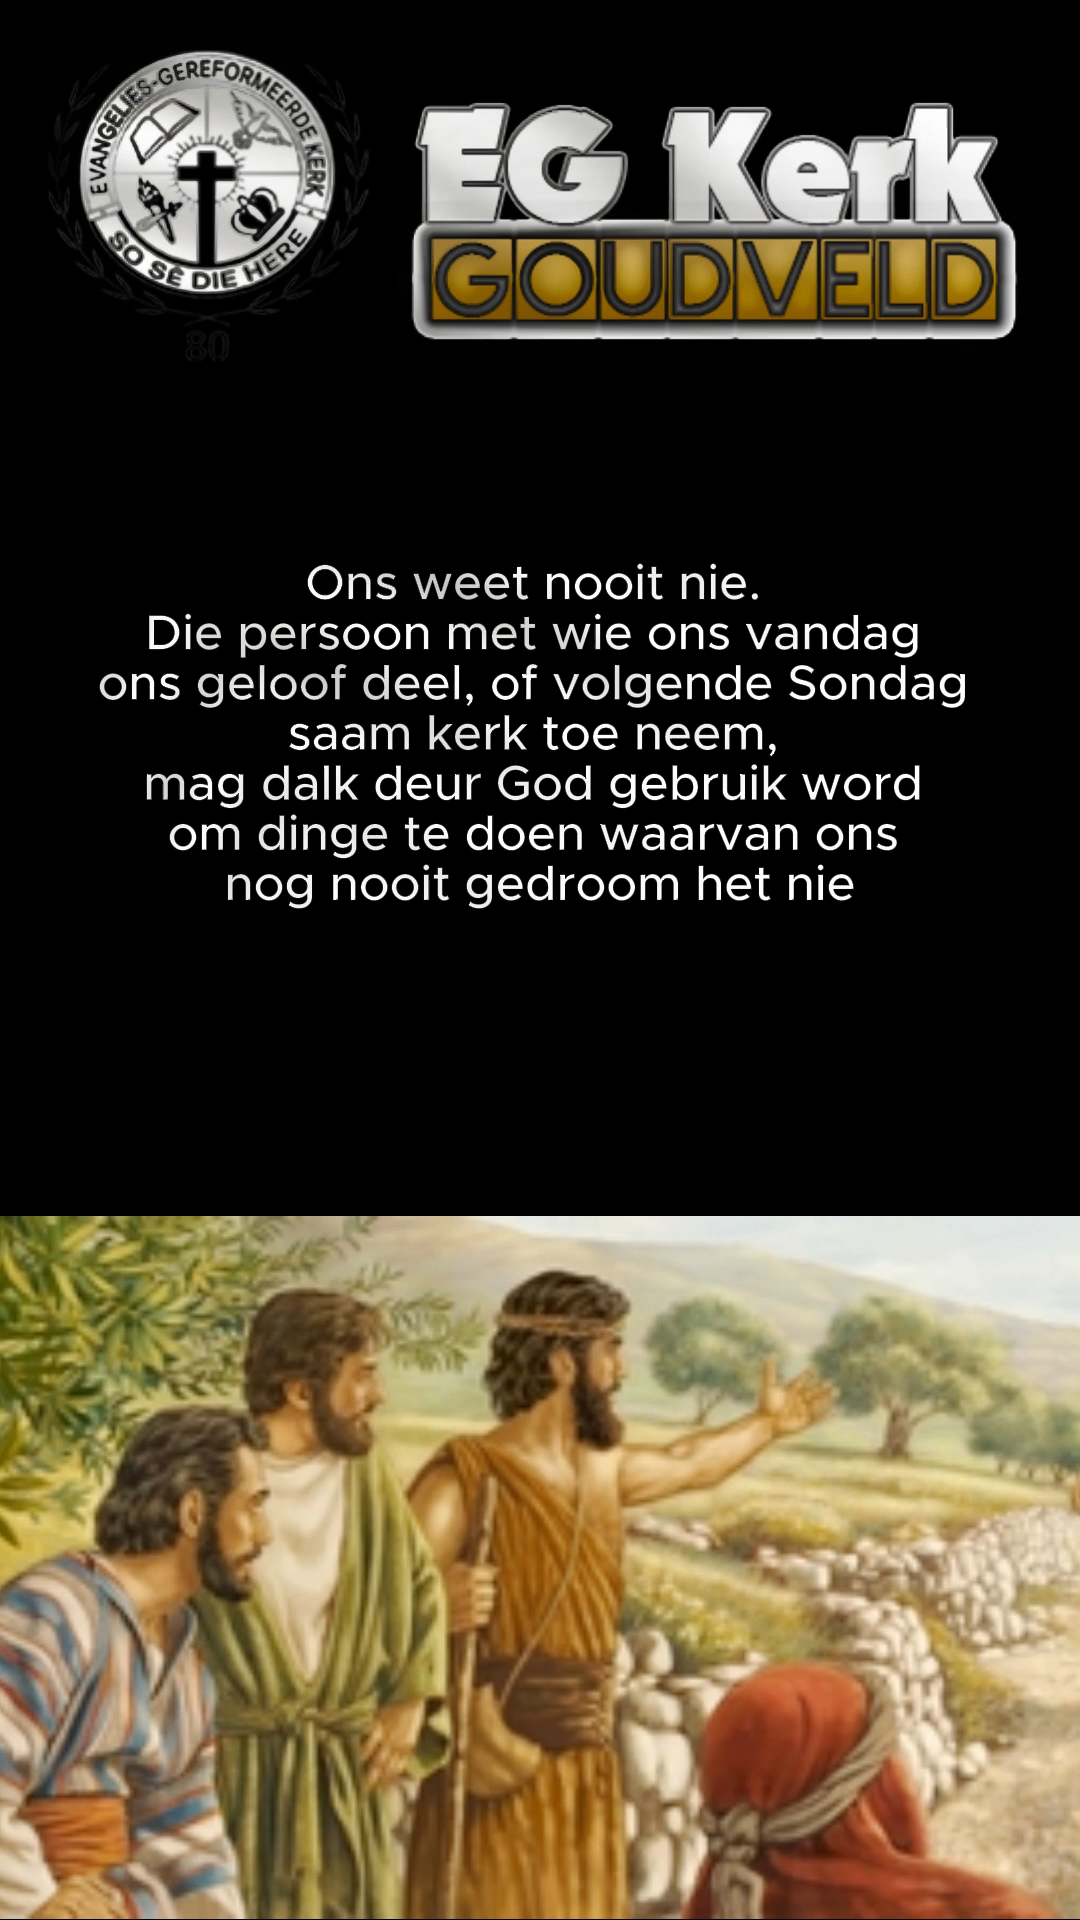 EVANGELIES-GEREFORMEERDE KERK
SO SÊ DIE HERE
80
EG Kerk
GOUDVELD
Ons weet nooit nie.
Die persoon met wie ons vandag
ons geloof deel, of volgende Sondag
saam kerk toe neem,
mag dalk deur God gebruik word
om dinge te doen waarvan ons
nog nooit gedroom het nie